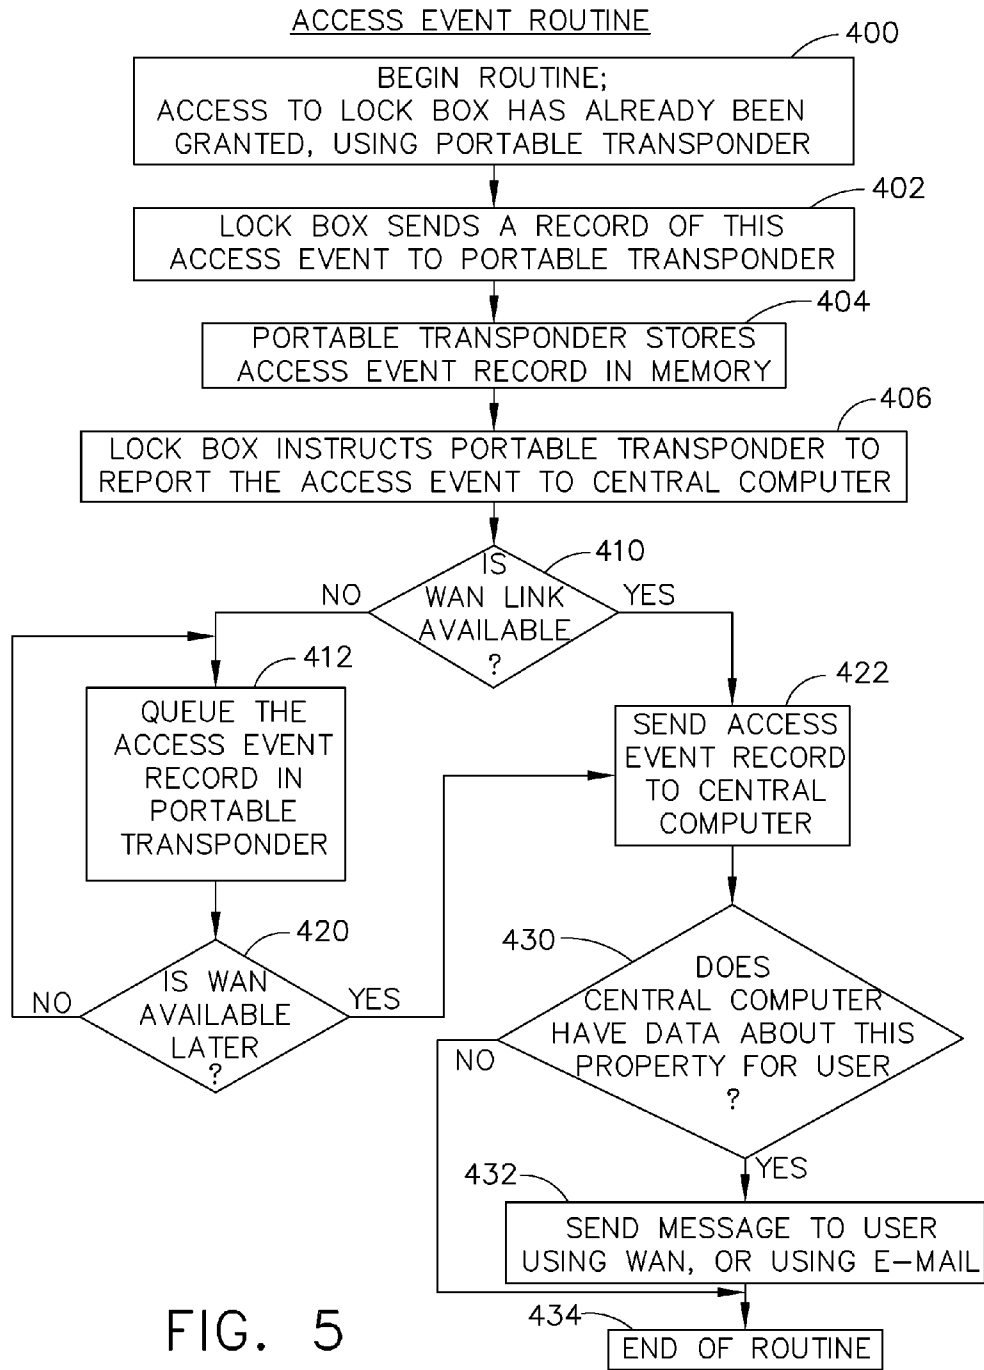 ACCESS EVENT ROUTINE
400
BEGIN ROUTINE;
ACCESS TO LOCK BOX HAS ALREADY BEEN
GRANTED, USING PORTABLE TRANSPONDER
402
LOCK BOX SENDS A RECORD OF THIS
ACCESS EVENT TO PORTABLE TRANSPONDER
404
PORTABLE TRANSPONDER STORES
ACCESS EVENT RECORD IN MEMORY
406
LOCK BOX INSTRUCTS PORTABLE TRANSPONDER TO
REPORT THE ACCESS EVENT TO CENTRAL COMPUTER
410
IS
WAN LINK
AVAILABLE
?
NO
YES
412
QUEUE THE
ACCESS EVENT
RECORD IN
PORTABLE
TRANSPONDER
422
SEND ACCESS
EVENT RECORD
TO CENTRAL
COMPUTER
420
IS WAN
AVAILABLE
LATER
?
NO
YES
430
DOES
CENTRAL COMPUTER
HAVE DATA ABOUT THIS
PROPERTY FOR USER
?
NO
YES
432
SEND MESSAGE TO USER
USING WAN, OR USING E-MAIL
434
END OF ROUTINE
FIG. 5